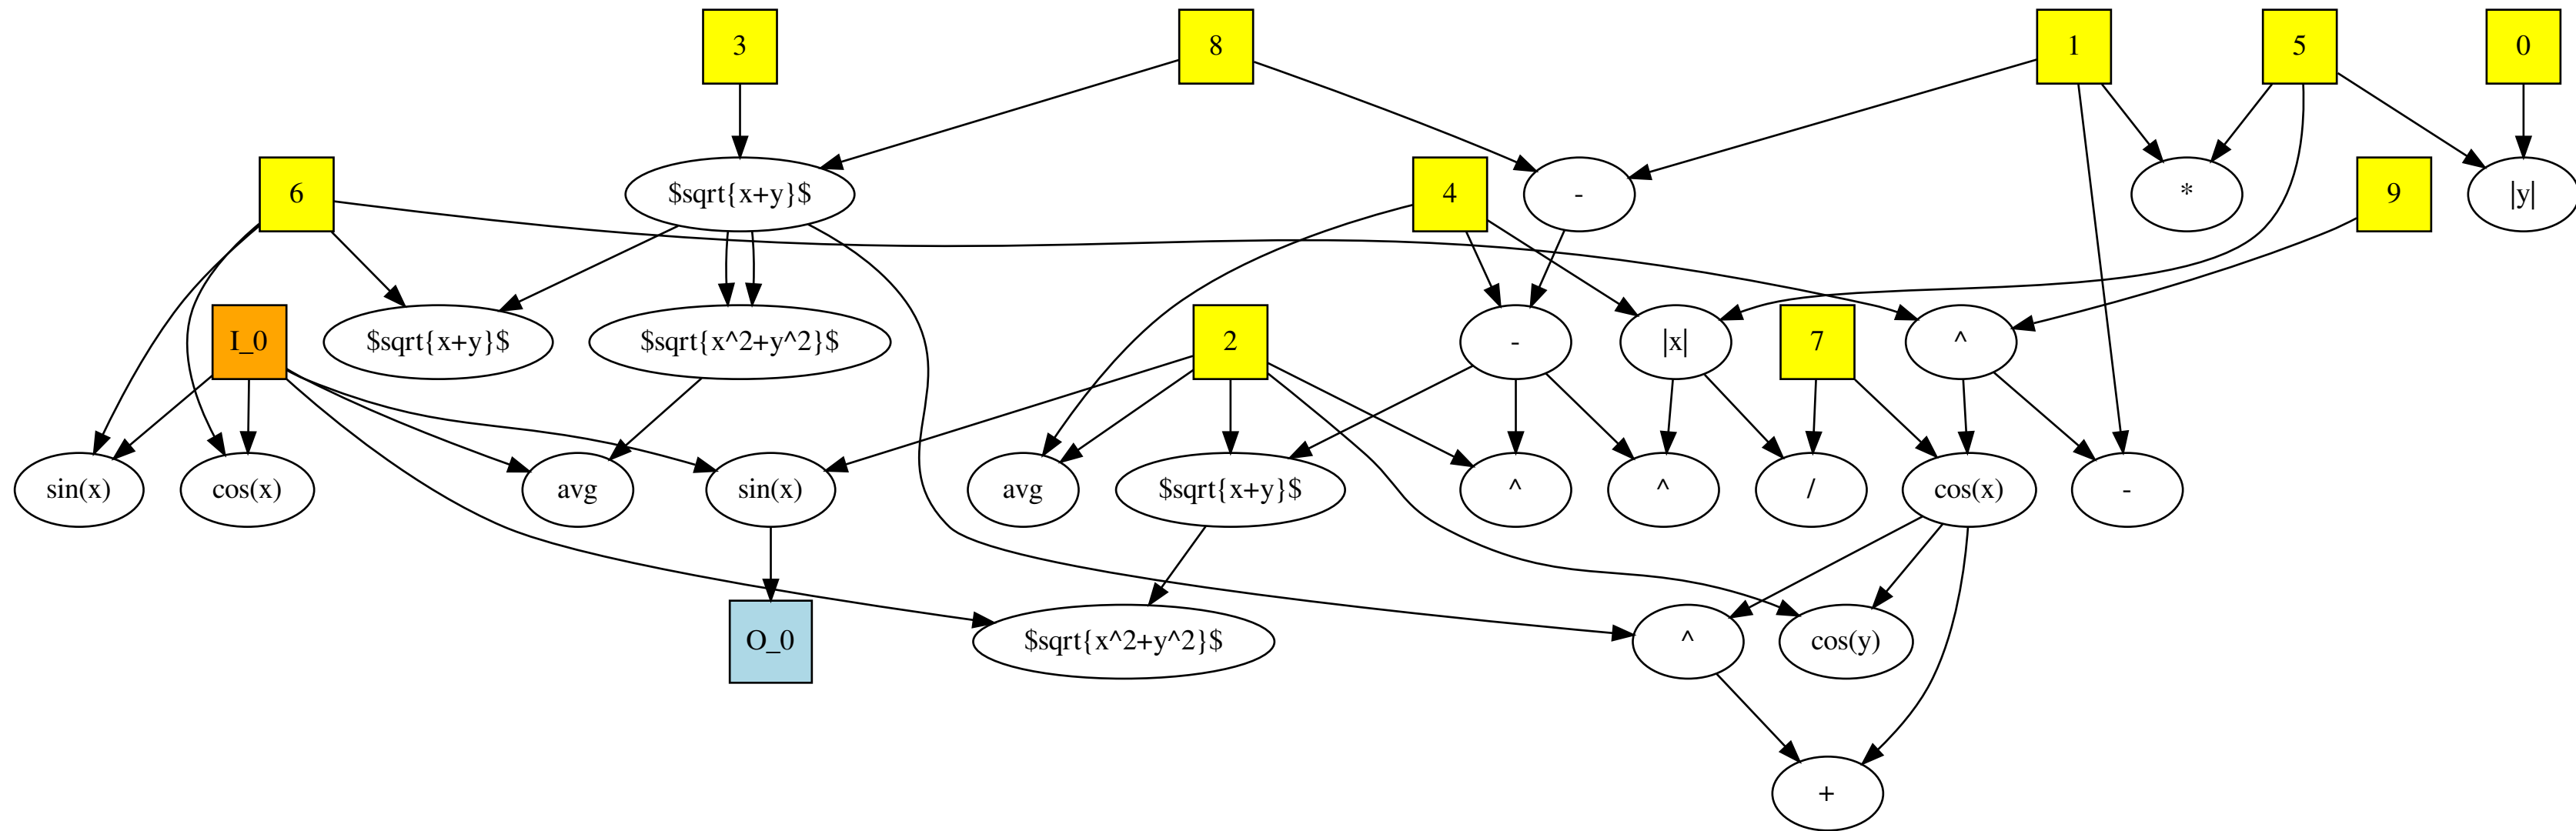 3
8
1
5
0
6
$sqrt{x+y}$
4
-
*
9
|y|
I_0
$sqrt{x+y}$
$sqrt{x^2+y^2}$
2
-
|x|
7
^
sin(x)
cos(x)
avg
sin(x)
avg
$sqrt{x+y}$
^
^
/
cos(x)
-
O_0
$sqrt{x^2+y^2}$
^
cos(y)
+